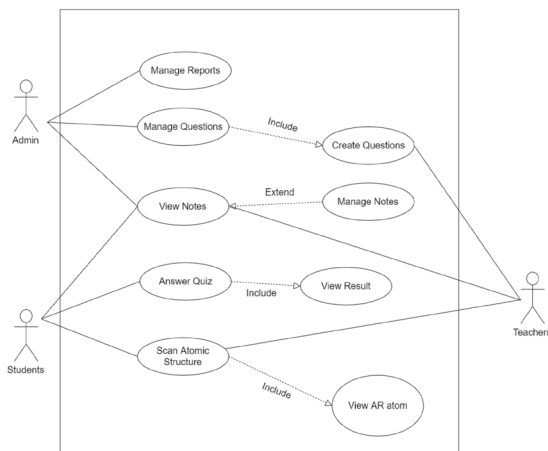 Manage Reports
Admin
Manage Questions
Include
Create Questions
View Notes
Extend
Manage Notes
Answer Quiz
Include
View Result
Teachers
Students
Scan Atomic
Structure
Include
View AR atom